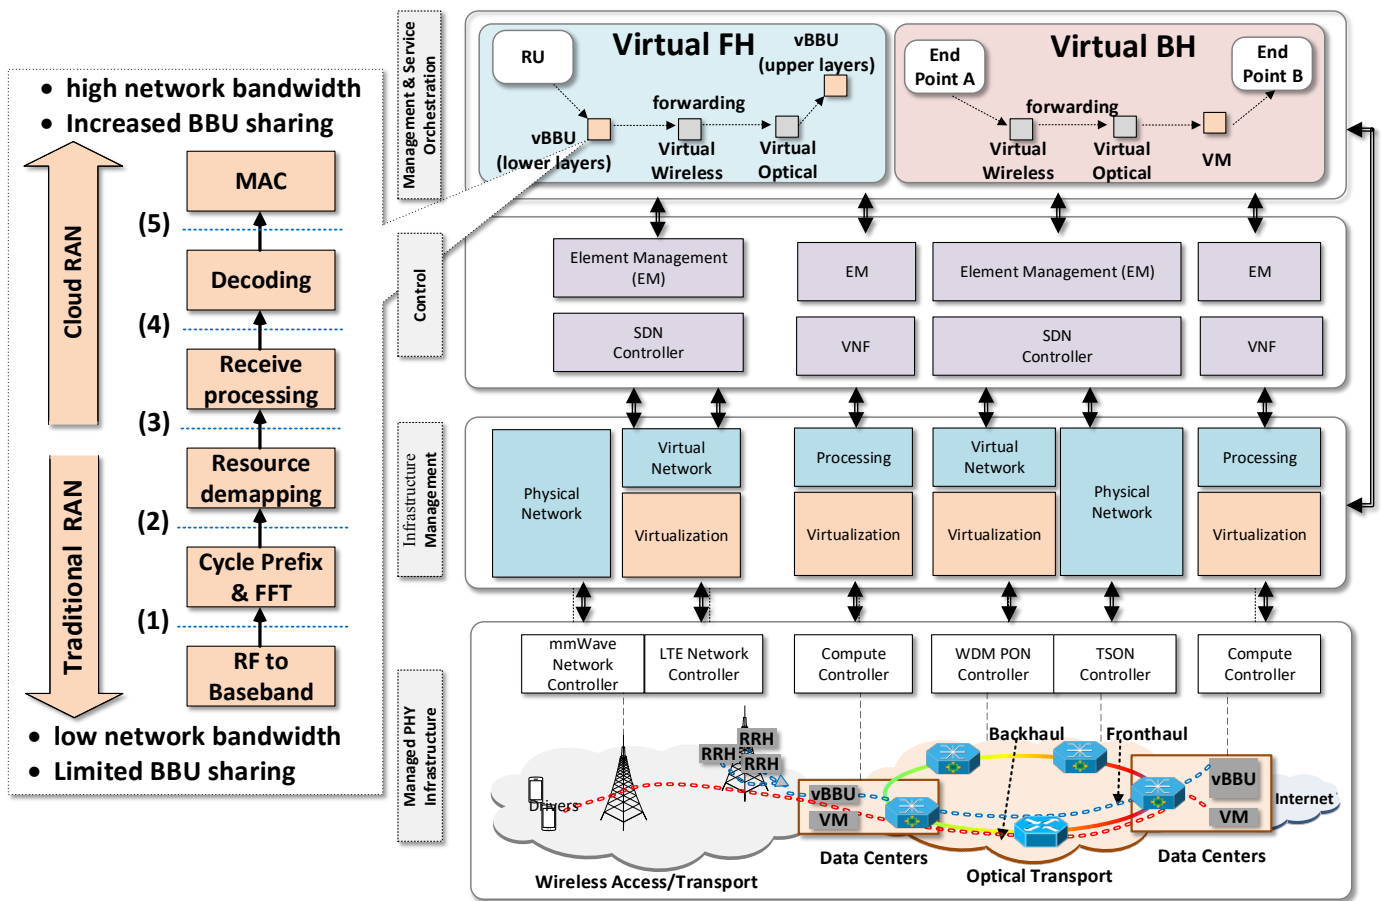 • high network bandwidth
• Increased BBU sharing
Cloud RAN
Traditional RAN
MAC
(5)
Decoding
(4)
Receive
processing
(3)
Resource
demapping
(2)
Cycle Prefix
& FFT
(1)
RF to
Baseband
• low network bandwidth
• Limited BBU sharing
Management & Service
Orchestration
Virtual FH
RU
vBBU
(upper layers)
forwarding
vBBU
(lower layers)
Virtual
Wireless
Virtual
Optical
Virtual BH
End
Point A
End
Point B
forwarding
Virtual
Wireless
Virtual
Optical
VM
Control
Element Management
(EM)
EM
Element Management (EM)
EM
SDN
Controller
VNF
SDN
Controller
VNF
Infrastructure
Management
Physical
Network
Virtual
Network
Virtualization
Processing
Virtualization
Virtual
Network
Virtualization
Physical
Network
Processing
Virtualization
Managed PHY
Infrastructure
mmWave
Network
Controller
LTE Network
Controller
Compute
Controller
WDM PON
Controller
TSON
Controller
Compute
Controller
Backhaul
Fronthaul
RRH
RRH
RRH
Drivers
vBBU
VM
vBBU
VM
Internet
Data Centers
Data Centers
Wireless Access/Transport
Optical Transport